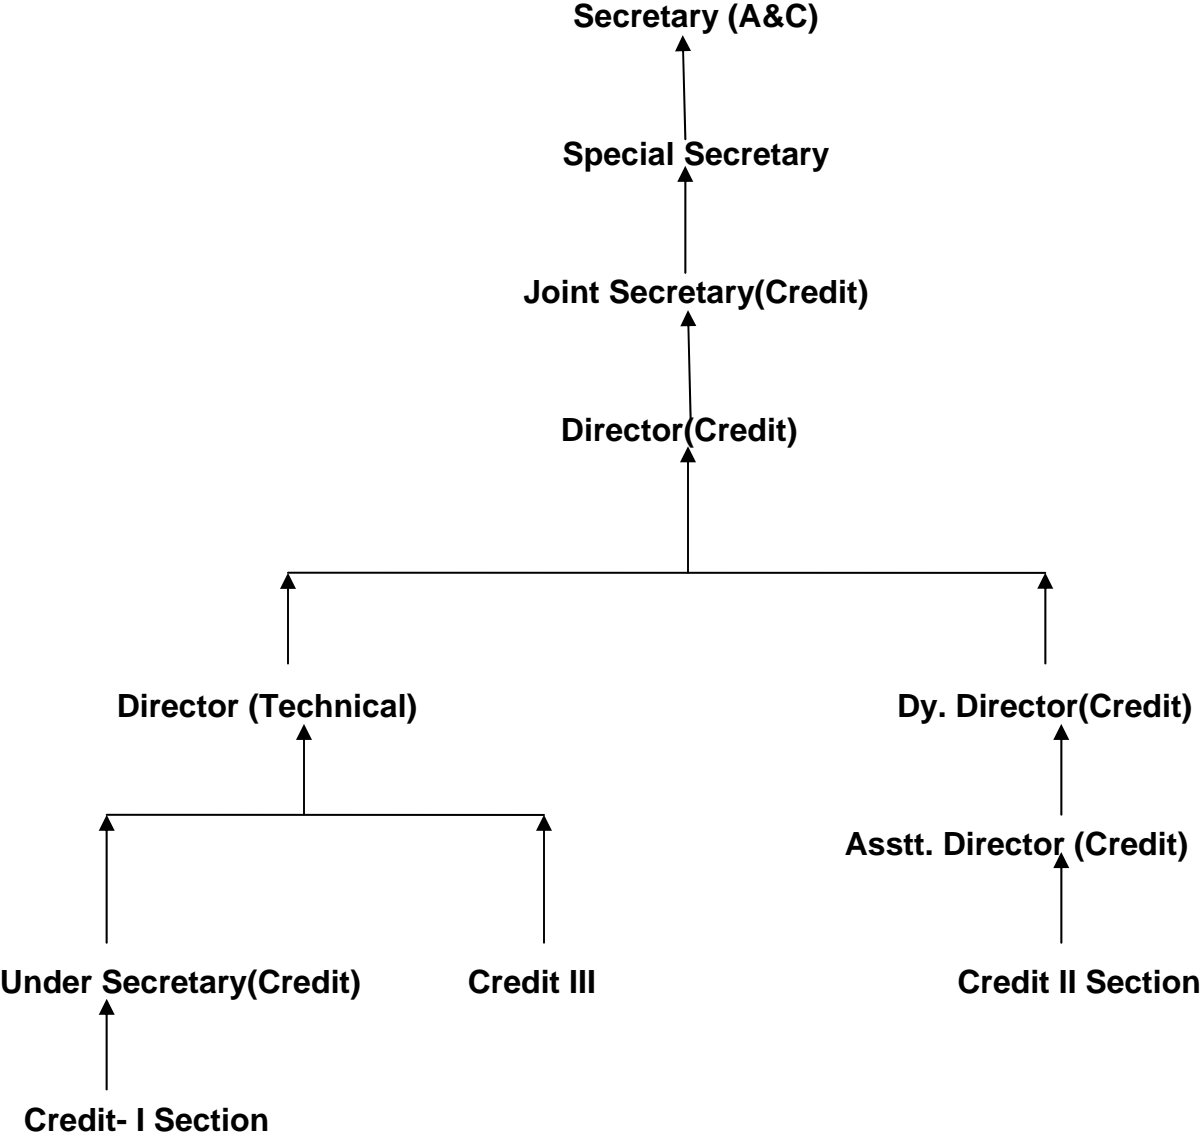 Secretary (A&C)
Special Secretary
Joint Secretary(Credit)
Director(Credit)
Director (Technical)
Dy. Director(Credit)
Asstt. Director (Credit)
Under Secretary(Credit)
Credit III
Credit II Section
Credit- I Section